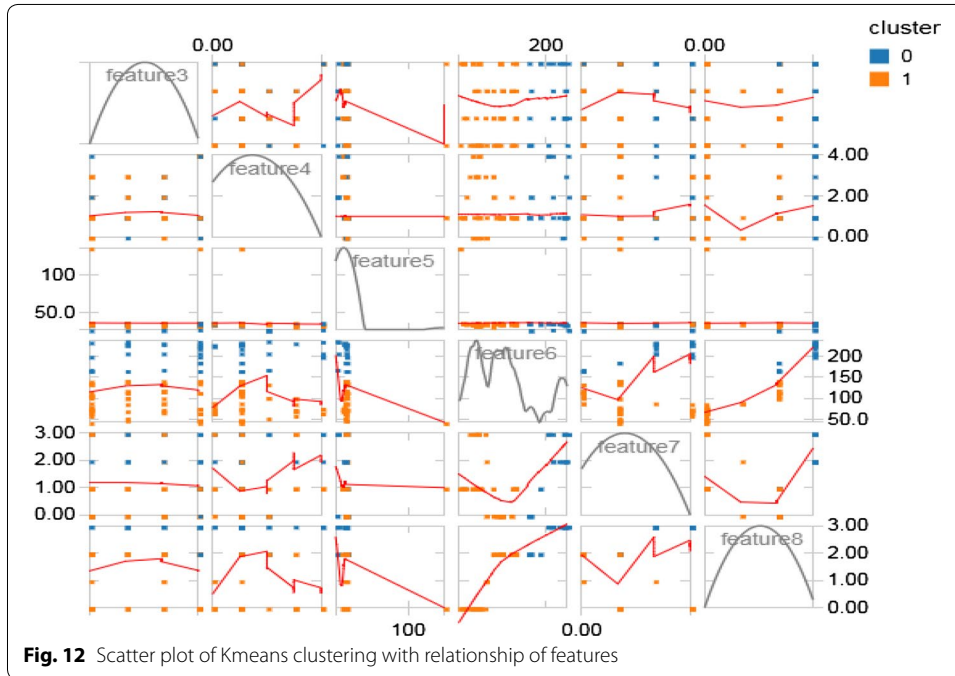 0.00 200 0.00
cluster
0
1
feature3
feature4
4.00
2.00
0.00
feature5
100
50.0
feature6
200
150
100
50.0
feature7
3.00
2.00
1.00
0.00
feature8
3.00
2.00
1.00
0.00
100 0.00
Fig. 12 Scatter plot of Kmeans clustering with relationship of features